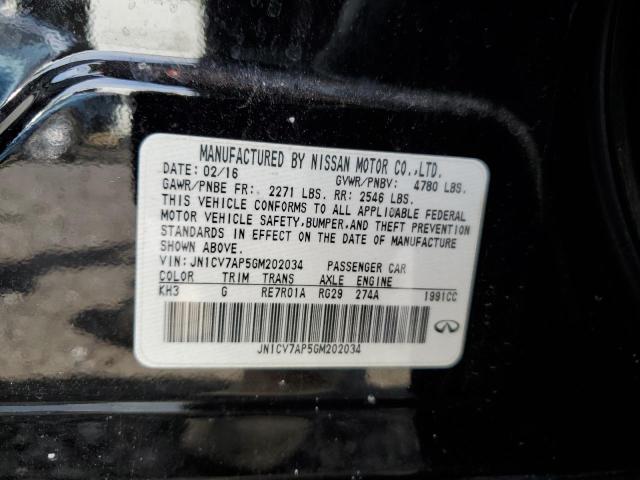 MANUFACTURED BY NISSAN MOTOR CO.,LTD.
DATE: 02/16 GVWR/PNBV: 4780 LBS.
GAWR/PNBE FR: 2271 LBS. RR: 2546 LBS.
THIS VEHICLE CONFORMS TO ALL APPLICABLE FEDERAL
MOTOR VEHICLE SAFETY,BUMPER,AND THEFT PREVENTION
STANDARDS IN EFFECT ON THE DATE OF MANUFACTURE
SHOWN ABOVE.
VIN: JN1CV7AP5GM202034 PASSENGER CAR
COLOR TRIM TRANS AXLE ENGINE
KH3 G RE7R01A RG29 274A 1991CC
JN1CV7AP5GM202034